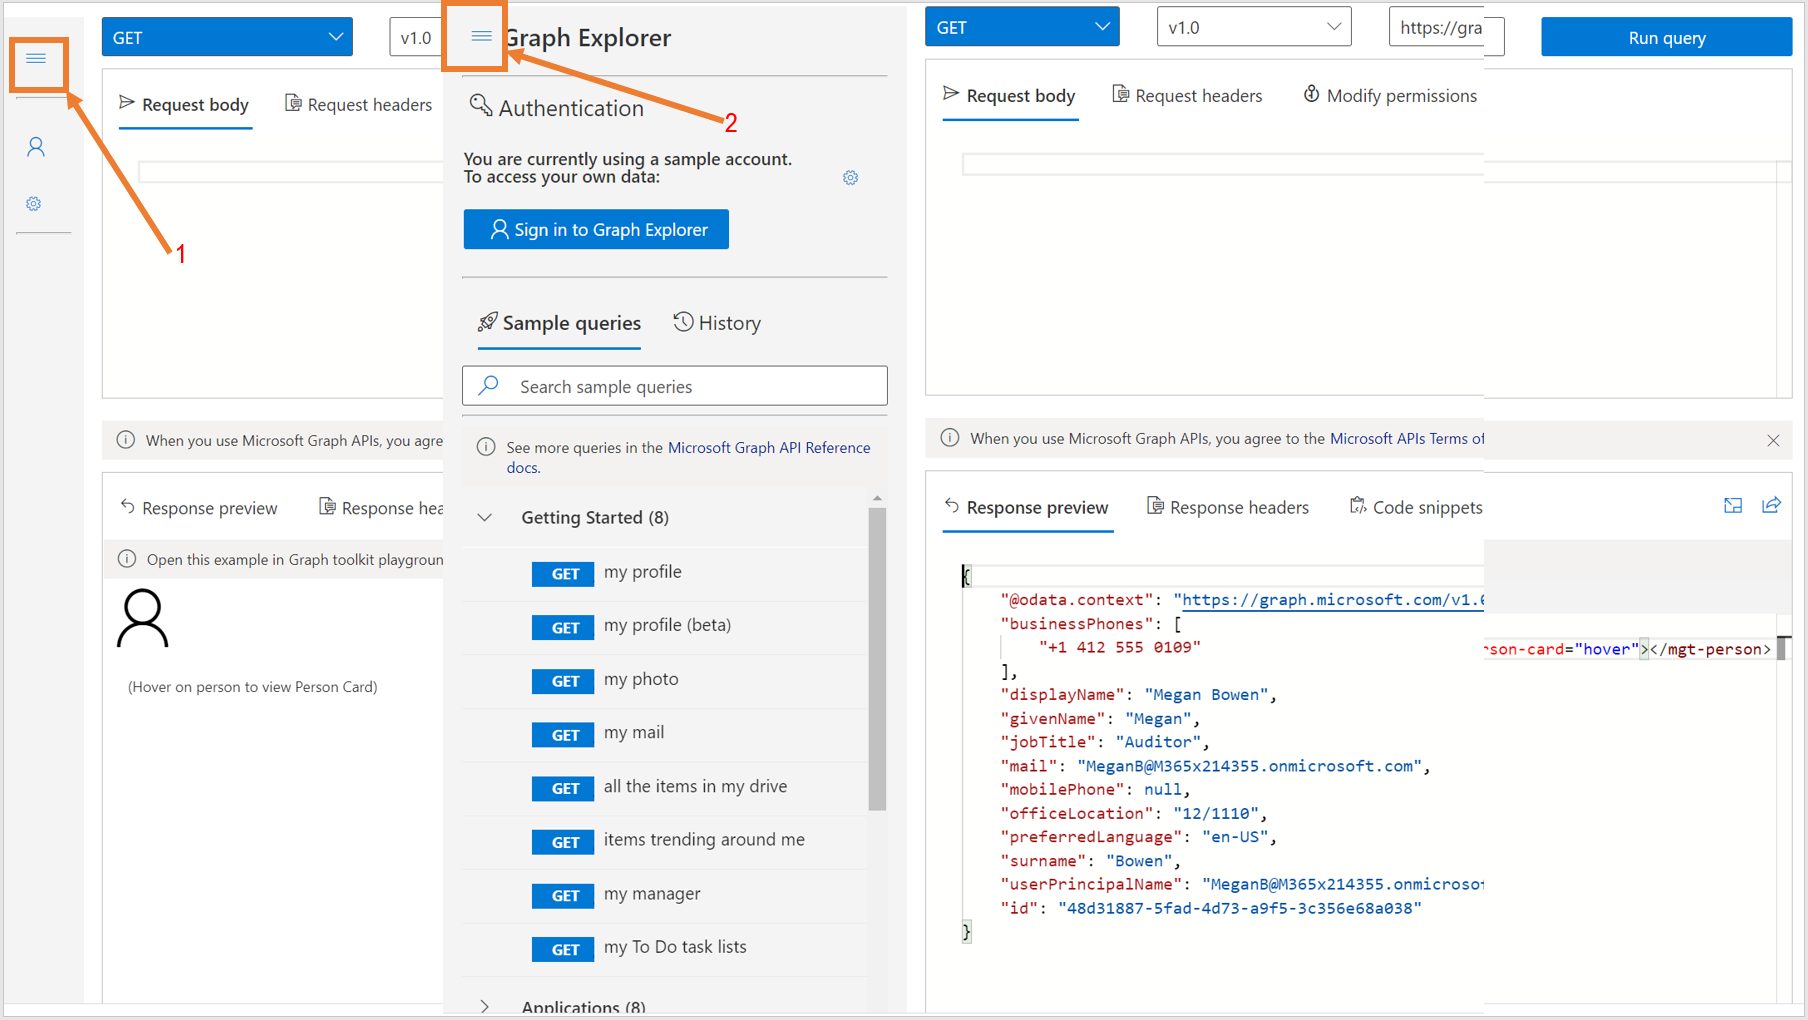 GET
v1.0
Request body
Request headers
1
When you use Microsoft Graph APIs, you agre
Response preview
Response hea
Open this example in Graph toolkit playgroun
(Hover on person to view Person Card)
Graph Explorer
2
Authentication
You are currently using a sample account.
To access your own data:
Sign in to Graph Explorer
Sample queries
History
Search sample queries
See more queries in the Microsoft Graph API Reference
docs.
Getting Started (8)
GET my profile
GET my profile (beta)
GET my photo
GET my mail
GET all the items in my drive
GET items trending around me
GET my manager
GET my To Do task lists
Applications (8)
GET
v1.0
https://gra
Run query
Request body
Request headers
Modify permissions
When you use Microsoft Graph APIs, you agree to the Microsoft APIs Terms of
Response preview
Response headers
Code snippets
{
"@odata.context": "https://graph.microsoft.com/v1.0
"businessPhones": [
"+1 412 555 0109"
],
"displayName": "Megan Bowen",
"givenName": "Megan",
"jobTitle": "Auditor",
"mail": "MeganB@M365x214355.onmicrosoft.com",
"mobilePhone": null,
"officeLocation": "12/1110",
"preferredLanguage": "en-US",
"surname": "Bowen",
"userPrincipalName": "MeganB@M365x214355.onmicrosof
"id": "48d31887-5fad-4d73-a9f5-3c356e68a038"
}
rson-card="hover"></mgt-person>